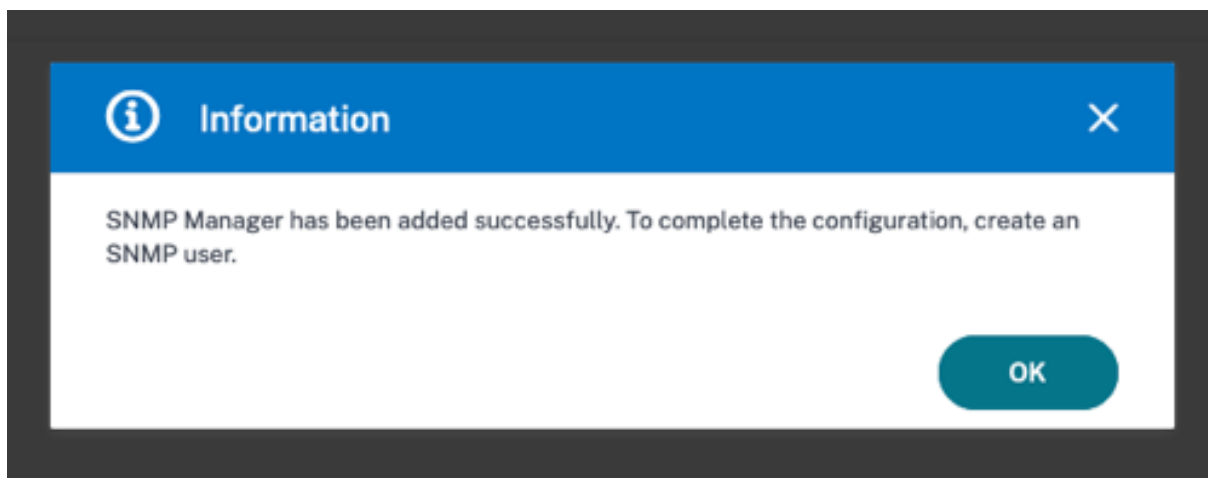 Information
SNMP Manager has been added successfully. To complete the configuration, create an
SNMP user.
OK